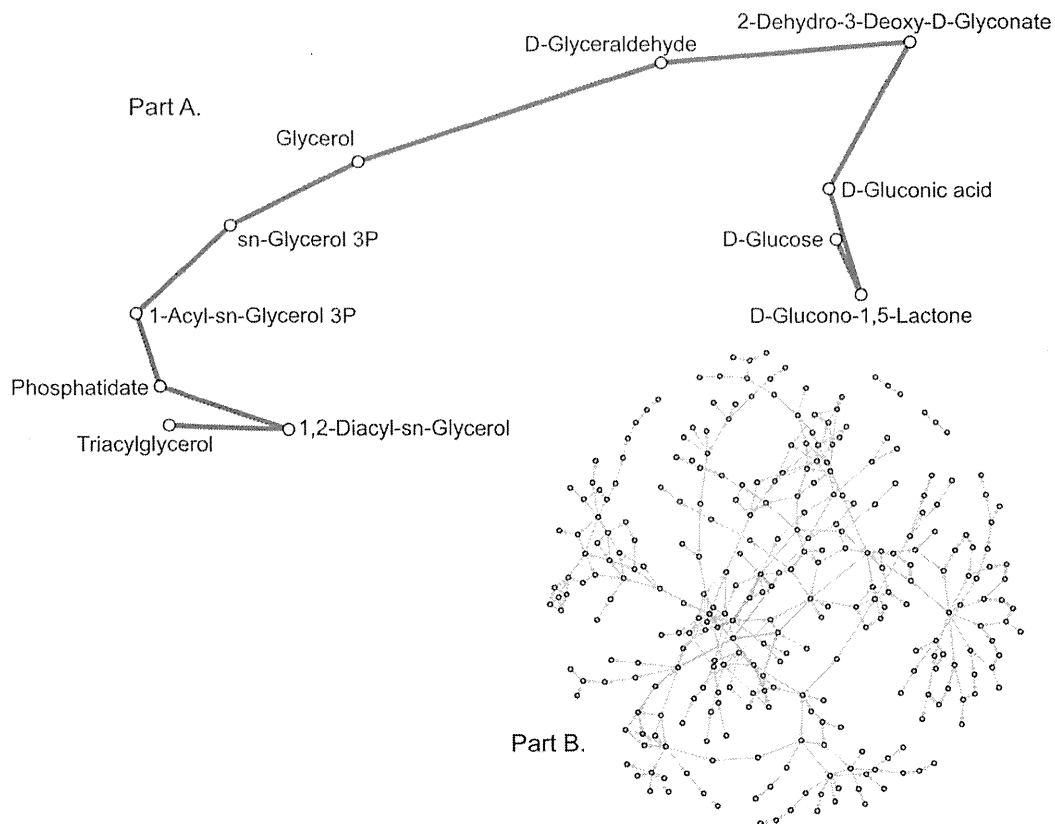 2-Dehydro-3-Deoxy-D-Glyconate
D-Glyceraldehyde
Part A.
Glycerol
D-Gluconic acid
sn-Glycerol 3P
D-Glucose
1-Acyl-sn-Glycerol 3P
D-Glucono-1,5-Lactone
Phosphatidate
1,2-Diacyl-sn-Glycerol
Triacylglycerol
Part B.